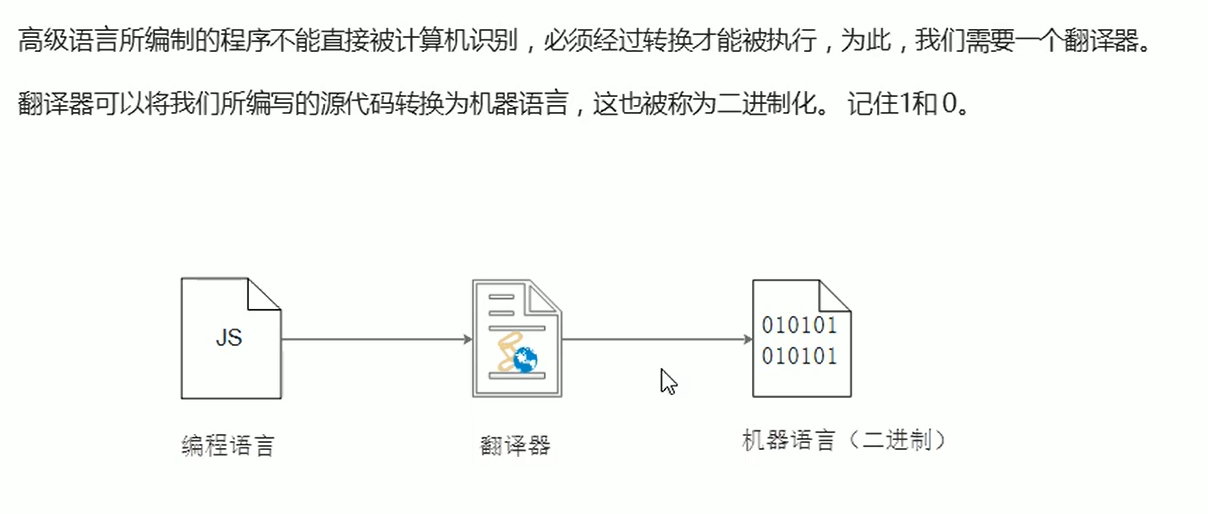 高级语言所编制的程序不能直接被计算机识别，必须经过转换才能被执行，为此，我们需要一个翻译器。
翻译器可以将我们所编写的源代码转换为机器语言，这也被称为二进制化。 记住1和0。
JS
010101
010101
编程语言
翻译器
机器语言（二进制）